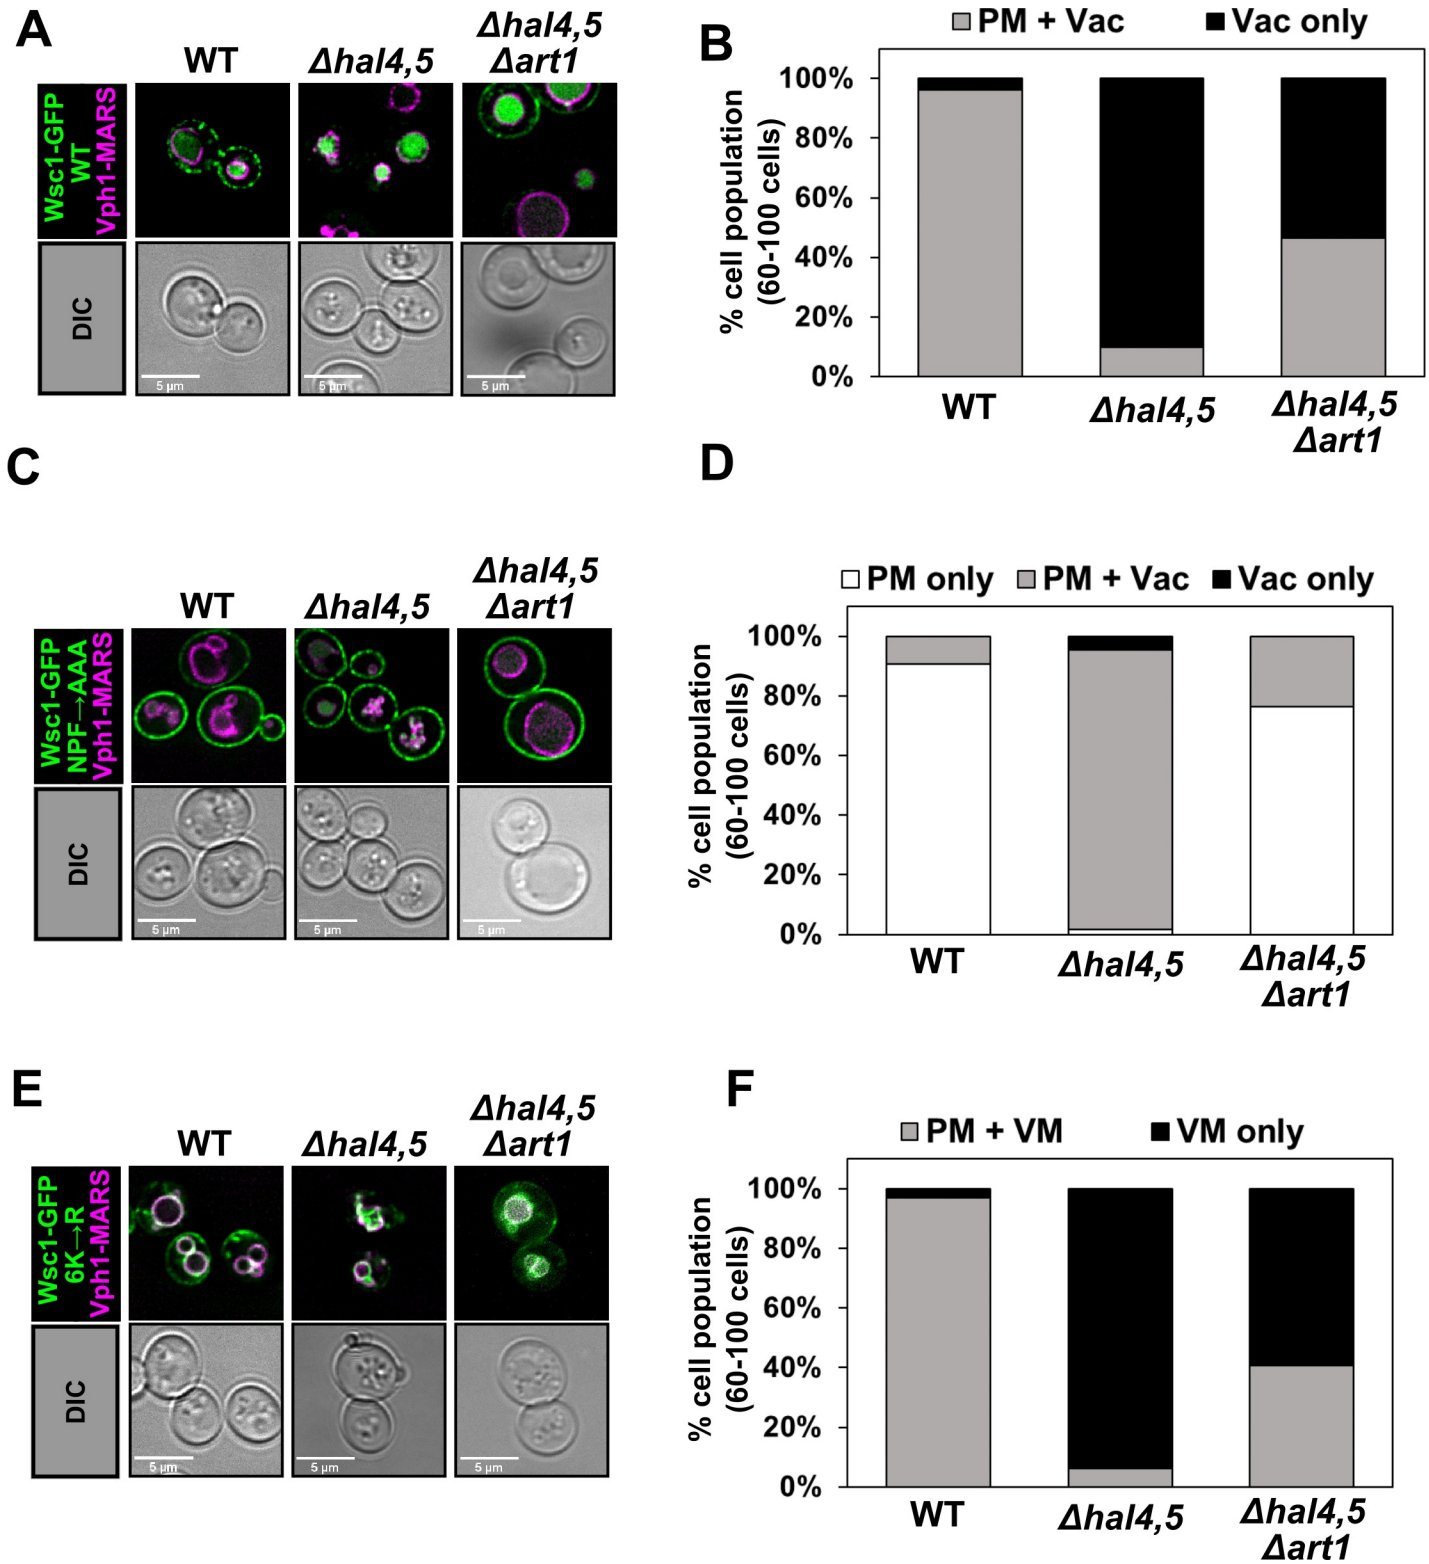 A
WT
Δhal4,5
Δhal4,5
Δart1
Wsc1-GFP
WT
Vph1-MARS
DIC
5 µm
5 µm
5 µm
B
PM + Vac
Vac only
% cell population
(60-100 cells)
100%
80%
60%
40%
20%
0%
WT
Δhal4,5
Δhal4,5
Δart1
C
WT
Δhal4,5
Δhal4,5
Δart1
Wsc1-GFP
NPF→AAA
Vph1-MARS
DIC
5 µm
5 µm
5 µm
D
PM only
PM + Vac
Vac only
% cell population
(60-100 cells)
100%
80%
60%
40%
20%
0%
WT
Δhal4,5
Δhal4,5
Δart1
E
WT
Δhal4,5
Δhal4,5
Δart1
Wsc1-GFP
6K→R
Vph1-MARS
DIC
5 µm
5 µm
5 µm
F
PM + VM
VM only
% cell population
(60-100 cells)
100%
80%
60%
40%
20%
0%
WT
Δhal4,5
Δhal4,5
Δart1